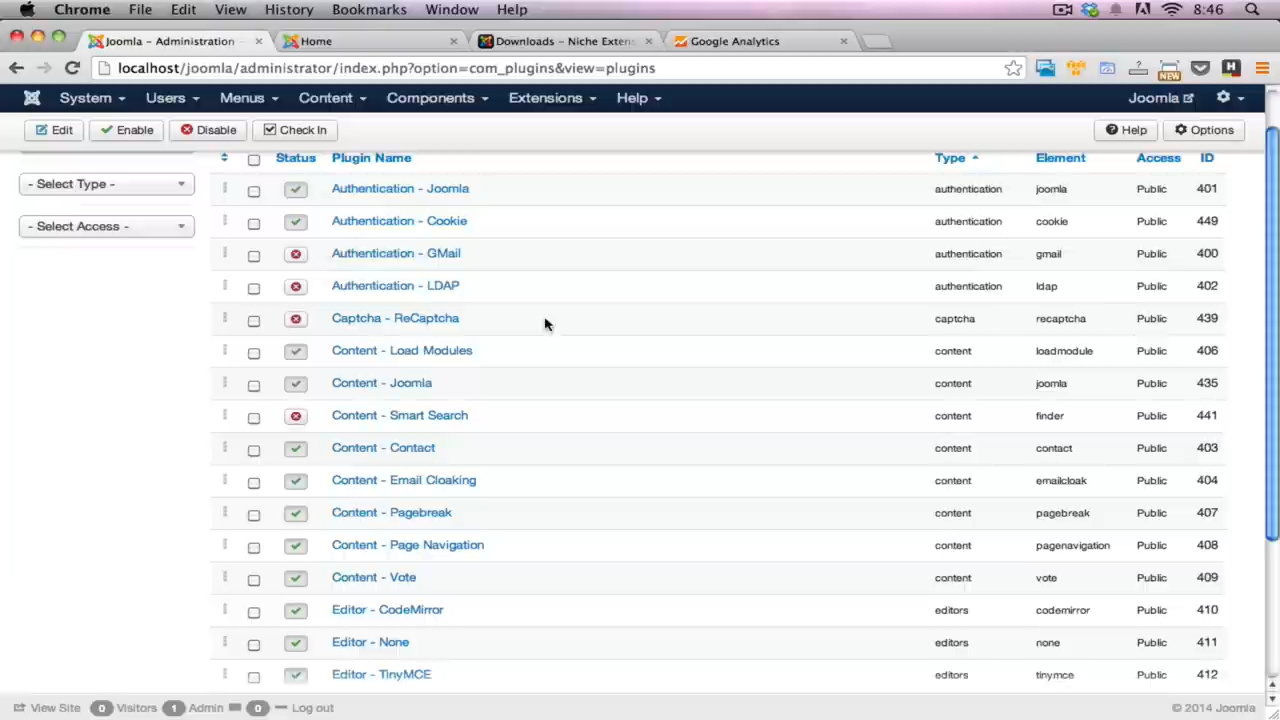 Chrome File Edit View History Bookmarks Window Help 8:46
Joomla - Administration Home Downloads - Niche Extens Google Analytics
localhost/joomla/administrator/index.php?option=com_plugins&view=plugins NEW H
System Users Menus Content Components Extensions Help Joomla
Edit Enable Disable Check In Help Options
Status Plugin Name Type Element Access ID
- Select Type - Authentication - Joomla authentication joomla Public 401
- Select Access - Authentication - Cookie authentication cookie Public 449
Authentication - GMail authentication gmail Public 400
Authentication - LDAP authentication ldap Public 402
Captcha - ReCaptcha captcha recaptcha Public 439
Content - Load Modules content loadmodule Public 406
Content - Joomla content joomla Public 435
Content - Smart Search content finder Public 441
Content - Contact content contact Public 403
Content - Email Cloaking content emailcloak Public 404
Content - Pagebreak content pagebreak Public 407
Content - Page Navigation content pagenavigation Public 408
Content - Vote content vote Public 409
Editor - CodeMirror editors codemirror Public 410
Editor - None editors none Public 411
Editor - TinyMCE editors tinymce Public 412
View Site 0 Visitors 1 Admin 0 Log out © 2014 Joomla